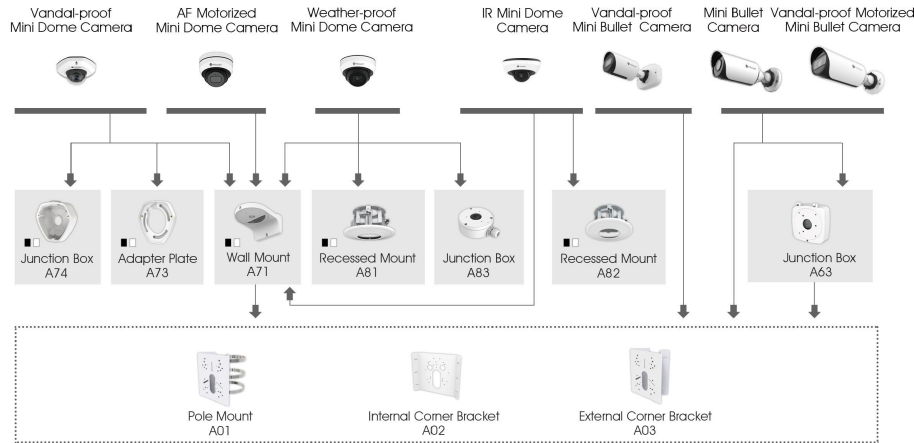 Vandal-proof
Mini Dome Camera
AF Motorized
Mini Dome Camera
Weather-proof
Mini Dome Camera
IR Mini Dome
Camera
Vandal-proof
Mini Bullet Camera
Mini Bullet
Camera
Vandal-proof Motorized
Mini Bullet Camera
Junction Box
A74
Adapter Plate
A73
Wall Mount
A71
Recessed Mount
A81
Junction Box
A83
Recessed Mount
A82
Junction Box
A63
Pole Mount
A01
Internal Corner Bracket
A02
External Corner Bracket
A03